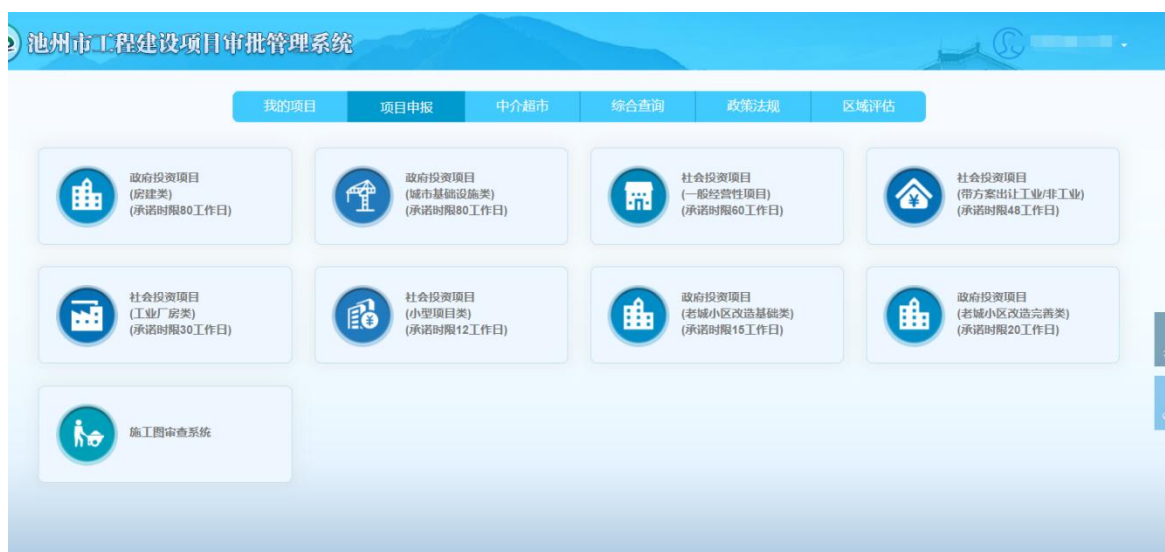 池州市工程建设项目审批管理系统
我的项目 项目申报 中介超市 综合查询 政策法规 区域评估
政府投资项目
(房建类)
(承诺时限80工作日)
政府投资项目
(城市基础设施类)
(承诺时限80工作日)
社会投资项目
(一般经营性项目)
(承诺时限60工作日)
社会投资项目
(带方案出让工业/非工业)
(承诺时限48工作日)
社会投资项目
(工业厂房类)
(承诺时限30工作日)
社会投资项目
(小型项目类)
(承诺时限12工作日)
政府投资项目
(老城小区改造基础类)
(承诺时限15工作日)
政府投资项目
(老城小区改造完善类)
(承诺时限20工作日)
施工图审查系统